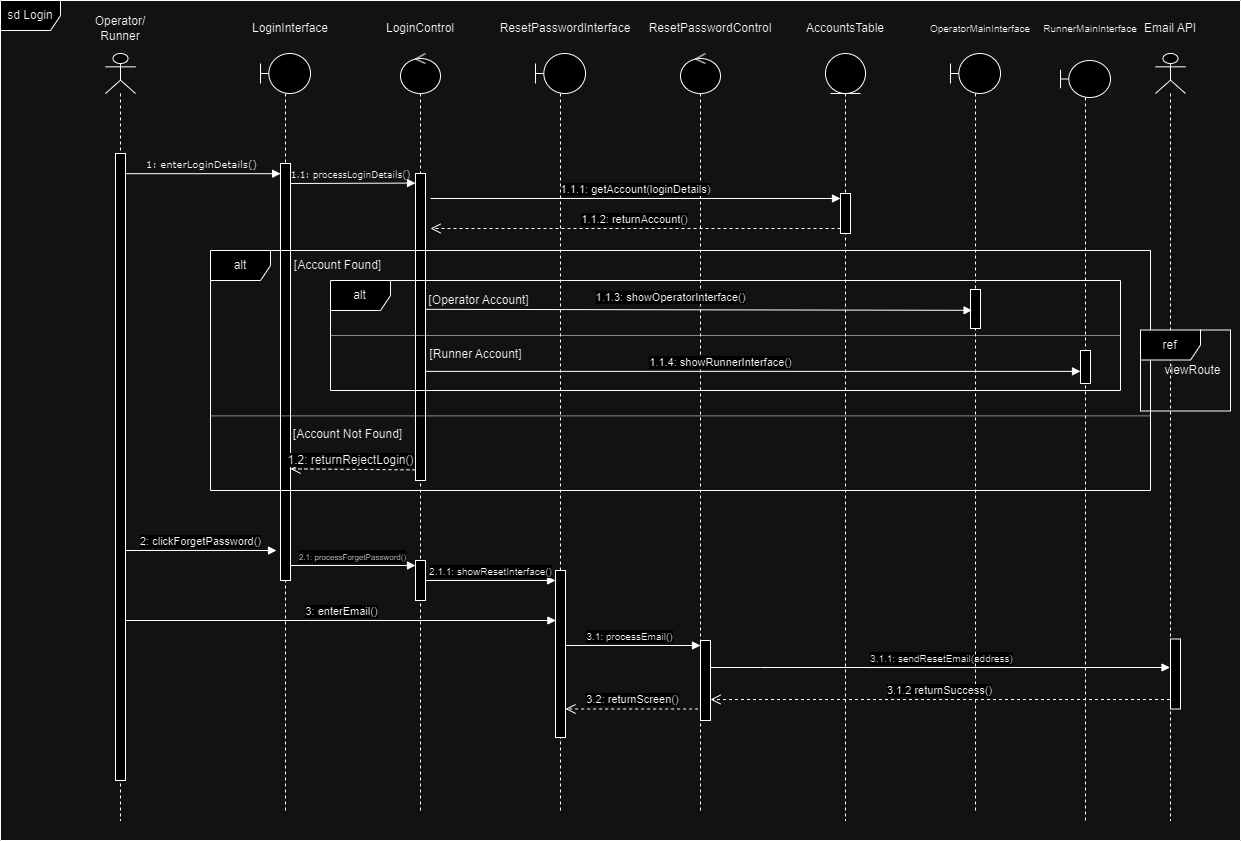 sd Login
Operator/
Runner
LoginInterface
LoginControl
ResetPasswordInterface
ResetPasswordControl
AccountsTable
OperatorMainInterface
RunnerMainInterface
Email API
1: enterLoginDetails()
1.1: processLoginDetails()
1.1.1: getAccount(loginDetails)
1.1.2: returnAccount()
alt
[Account Found]
alt
[Operator Account]
1.1.3: showOperatorInterface()
[Runner Account]
1.1.4: showRunnerInterface()
ref
viewRoute
[Account Not Found]
1.2: returnRejectLogin()
2: clickForgetPassword()
2.1: processForgetPassword()
2.1.1: showResetInterface()
3: enterEmail()
3.1: processEmail()
3.1.1: sendResetEmail(address)
3.1.2 returnSuccess()
3.2: returnScreen()